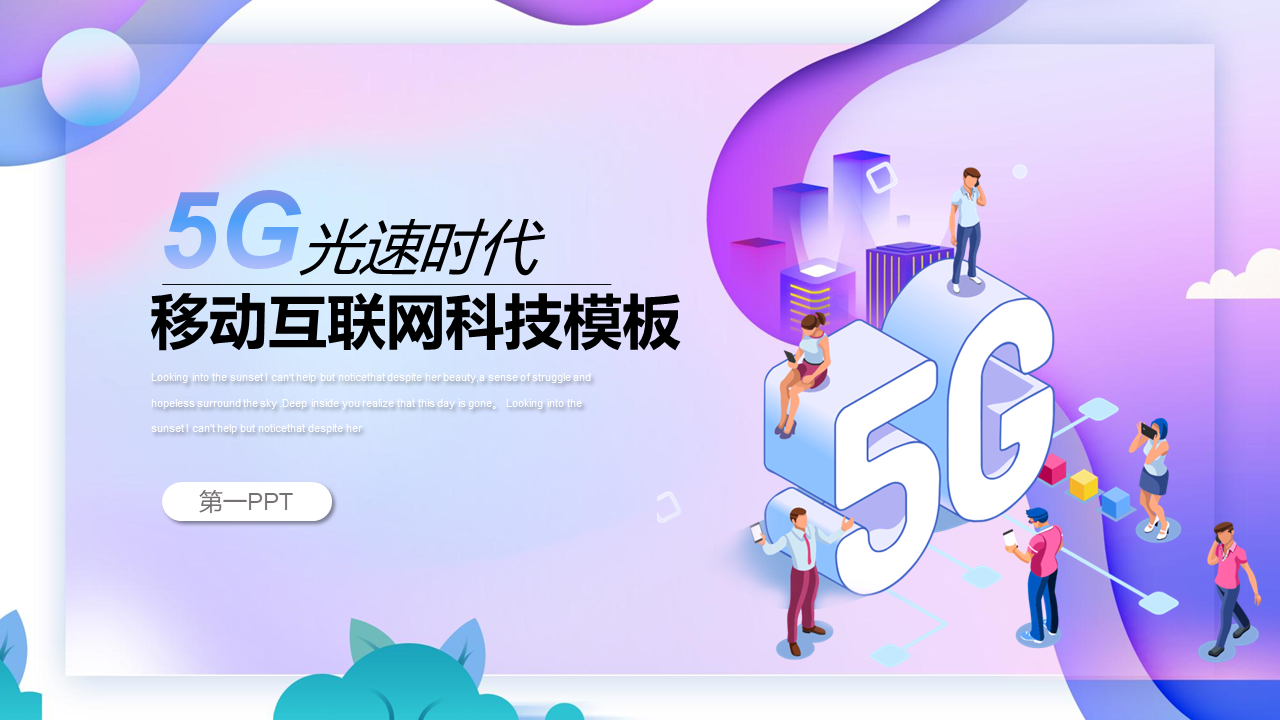 5G光速时代
移动互联网科技模板
Looking into the sunset I can't help but noticethat despite her beauty,a sense of struggle and
hopeless surround the sky .Deep inside you realize that this day is gone。 Looking into the
sunset I can't help but noticethat despite her
第一PPT
5G